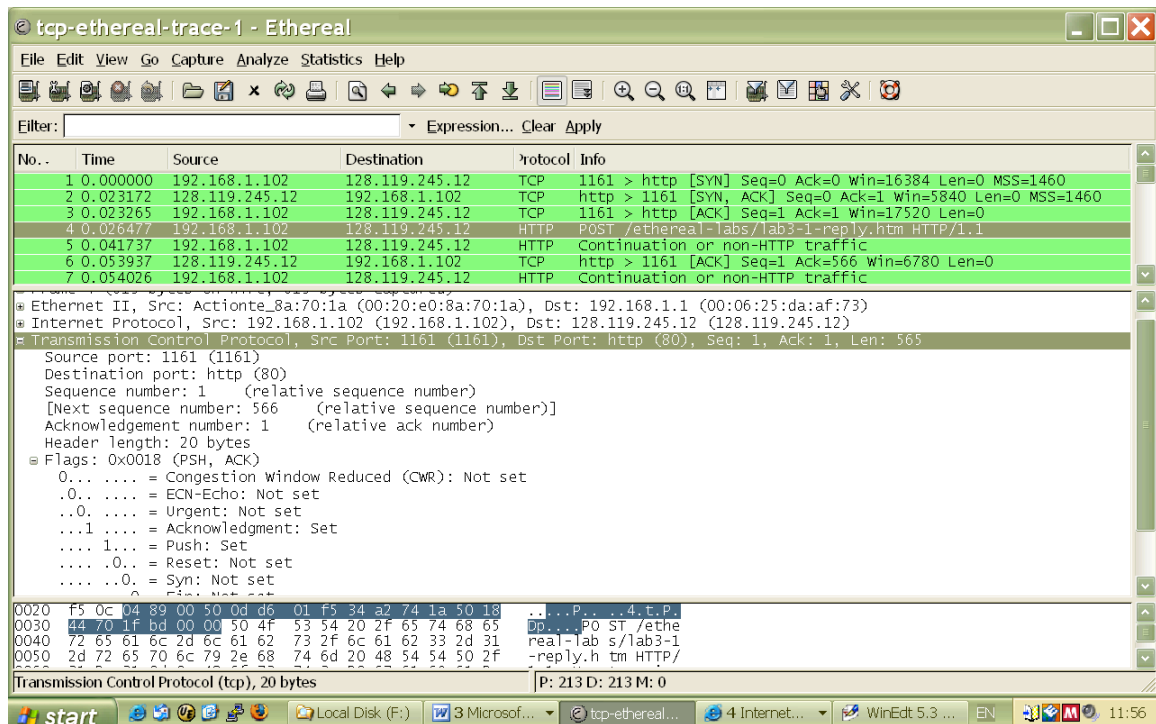 tcp-ethereal-trace-1 - Ethereal
File Edit View Go Capture Analyze Statistics Help
Filter: Expression... Clear Apply
No. . Time Source Destination Protocol Info
1 0.000000 192.168.1.102 128.119.245.12 TCP 1161 > http [SYN] Seq=0 Ack=0 Win=16384 Len=0 MSS=1460
2 0.023172 128.119.245.12 192.168.1.102 TCP http > 1161 [SYN, ACK] Seq=0 Ack=1 Win=5840 Len=0 MSS=1460
3 0.023265 192.168.1.102 128.119.245.12 TCP 1161 > http [ACK] Seq=1 Ack=1 Win=17520 Len=0
4 0.026477 192.168.1.102 128.119.245.12 HTTP POST /ethereal-labs/lab3-1-reply.htm HTTP/1.1
5 0.041737 192.168.1.102 128.119.245.12 HTTP Continuation or non-HTTP traffic
6 0.053937 128.119.245.12 192.168.1.102 TCP http > 1161 [ACK] Seq=1 Ack=566 Win=6780 Len=0
7 0.054026 192.168.1.102 128.119.245.12 HTTP Continuation or non-HTTP traffic
Ethernet II, Src: Actionte_8a:70:1a (00:20:e0:8a:70:1a), Dst: 192.168.1.1 (00:06:25:da:af:73)
Internet Protocol, Src: 192.168.1.102 (192.168.1.102), Dst: 128.119.245.12 (128.119.245.12)
Transmission Control Protocol, Src Port: 1161 (1161), Dst Port: http (80), Seq: 1, Ack: 1, Len: 565
Source port: 1161 (1161)
Destination port: http (80)
Sequence number: 1 (relative sequence number)
[Next sequence number: 566 (relative sequence number)]
Acknowledgement number: 1 (relative ack number)
Header length: 20 bytes
Flags: 0x0018 (PSH, ACK)
0... .... = Congestion Window Reduced (CWR): Not set
.0.. .... = ECN-Echo: Not set
..0. .... = Urgent: Not set
...1 .... = Acknowledgment: Set
.... 1... = Push: Set
.... .0.. = Reset: Not set
.... ..0. = Syn: Not set
0020 f5 0c 04 89 00 50 0d d6 01 f5 34 a2 74 1a 50 18 .....P.. ..4.t.P.
0030 44 70 1f bd 00 00 50 4f 53 54 20 2f 65 74 68 65 Dp....PO ST /ethe
0040 72 65 61 6c 2d 6c 61 62 73 2f 6c 61 62 33 2d 31 real-lab s/lab3-1
0050 2d 72 65 70 6c 79 2e 68 74 6d 20 48 54 54 50 2f -reply.h tm HTTP/
Transmission Control Protocol (tcp), 20 bytes P: 213 D: 213 M: 0
start Local Disk (F:) 3 Microsof... tcp-ethereal... 4 Internet... WinEdt 5.3 ... EN 11:56